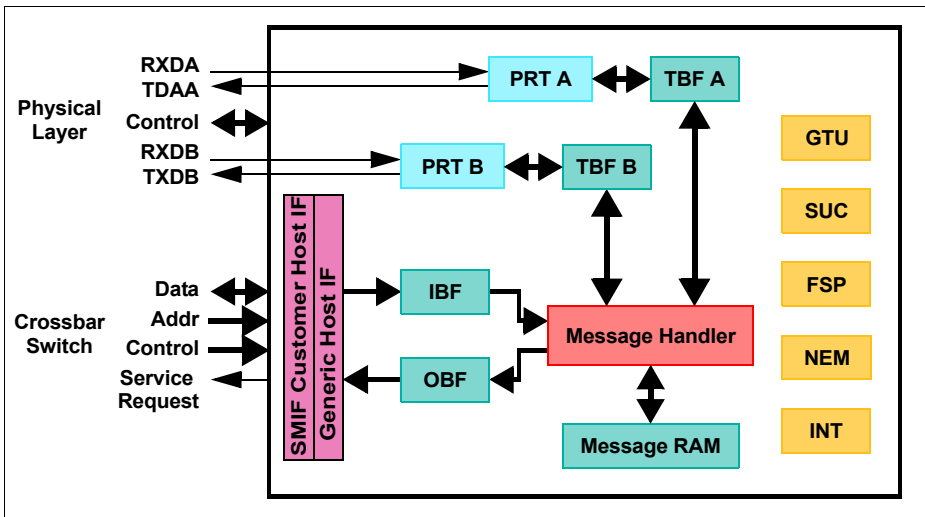 RXDA
TDAA
Physical
Layer
Control
RXDB
TXDB
PRT A
TBF A
PRT B
TBF B
GTU
SUC
FSP
NEM
INT
Crossbar
Switch
Data
Addr
Control
Service
Request
SMIF Customer Host IF
Generic Host IF
IBF
OBF
Message Handler
Message RAM